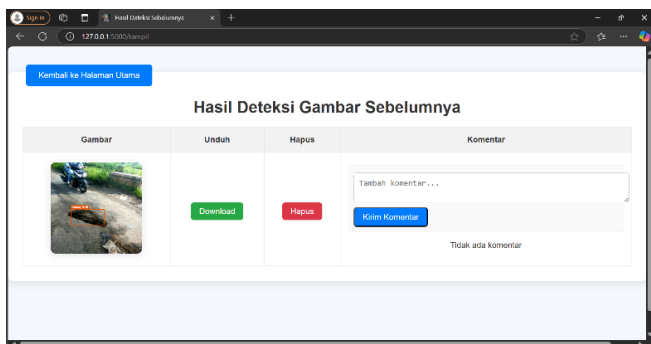 Sign in
Hasil Deteksi Sebelumnya
127.0.0.1:5000/tampil
Kembali ke Halaman Utama
Hasil Deteksi Gambar Sebelumnya
Gambar Unduh Hapus Komentar
Tambah komentar...
Download Hapus
Kirim Komentar
Tidak ada komentar